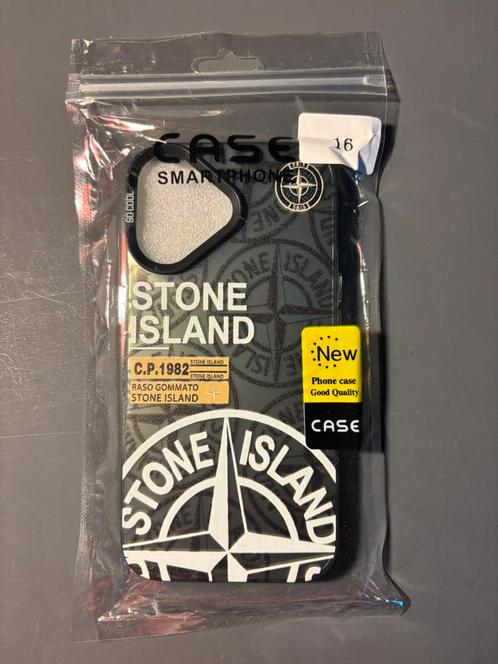 CASE
SMARTPHONE
16
SO COOL
STONE
ISLAND
C.P.1982
STONE ISLAND
STONE ISLAND
RASO GOMMATO
STONE ISLAND
New
Phone case
Good Quality
CASE
STONE ISLAND